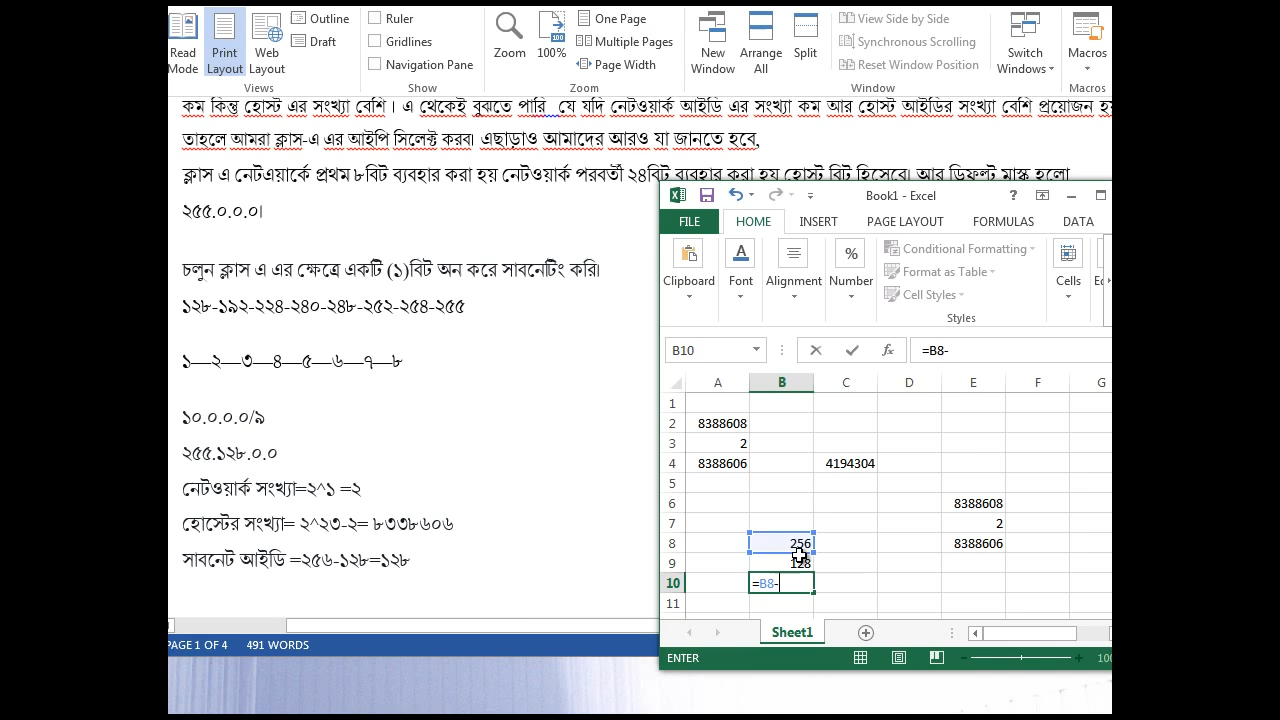 Ruler
Outline
One Page
View Side by Side
Gridlines
Draft
Multiple Pages
Synchronous Scrolling
Navigation Pane
Page Width
Reset Window Position
Read Mode
Print Layout
Web Layout
Zoom
100%
New Window
Arrange All
Split
Switch Windows
Macros
Views
Show
Zoom
Window
Macros
কম কিন্তু হোস্ট এর সংখ্যা বেশি। এ থেকেই বুঝতে পারি যে যদি নেটওয়ার্ক আইডি এর সংখ্যা কম আর হোস্ট আইডির সংখ্যা বেশি প্রয়োজন
তাহলে আমরা ক্লাস-এ এর আইপি সিলেক্ট করব। এছাড়াও আমাদের আরও যা জানতে হবে,
ক্লাস এ নেটএয়ার্কে প্রথম ৮বিট ব্যবহার করা হয় নেটওয়ার্ক পরবর্তী ২৪বিট ব্যবহার করা হয় হোস্ট বিট হিসেবে। আর ডিফল্ট মাস্ক হলো
২৫৫.০.০.০।
চলুন ক্লাস এ এর ক্ষেত্রে একটি (১)বিট অন করে সাবনেটিং করি।
১২৮-১৯২-২২৪-২৪০-২৪৮-২৫২-২৫৪-২৫৫
১—২—৩—৪—৫—৬—৭—৮
১০.০.০.০/৯
২৫৫.১২৮.০.০
নেটওয়ার্ক সংখ্যা=২^১ =২
হোস্টের সংখ্যা= ২^২৩-২= ৮৩৩৮৬০৬
সাবনেট আইডি =২৫৬-১২৮=১২৮
PAGE 1 OF 4 491 WORDS
Book1 - Excel
FILE HOME INSERT PAGE LAYOUT FORMULAS DATA
Clipboard
Font
Alignment
Number
Conditional Formatting
Format as Table
Cell Styles
Styles
Cells
B10 =B8-
A B C D E F G
1
2 8388608
3 2
4 8388606 4194304
5
6 8388608
7 2
8 256 8388606
9 128
10 =B8-
11
Sheet1
ENTER